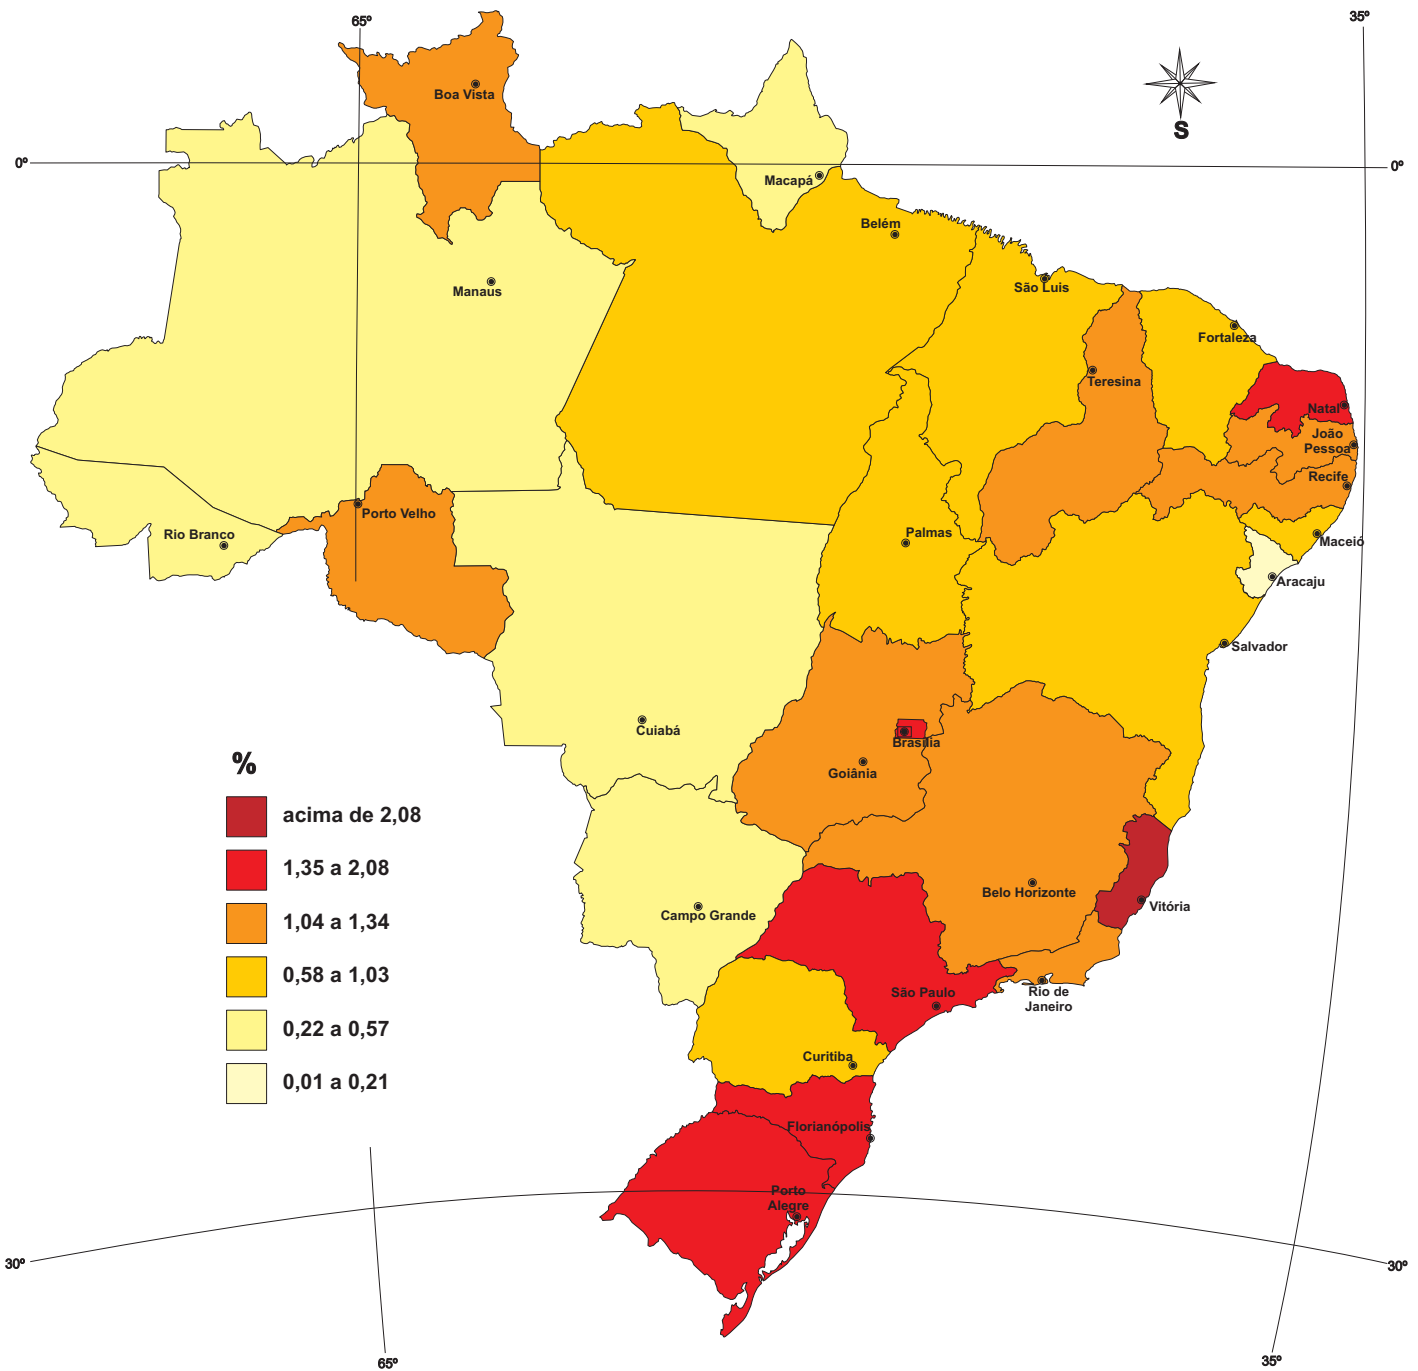 65º
35º
Boa Vista
S
0º
0º
Macapá
Belém
Manaus
São Luis
Fortaleza
Teresina
Natal
João
Pessoa
Recife
Porto Velho
Rio Branco
Palmas
Maceió
Aracaju
Salvador
Cuiabá
Brasília
Goiânia
%
acima de 2,08
1,35 a 2,08
1,04 a 1,34
0,58 a 1,03
0,22 a 0,57
0,01 a 0,21
Belo Horizonte
Vitória
Campo Grande
São Paulo
Rio de
Janeiro
Curitiba
Florianópolis
Porto
Alegre
30º
30º
65º
35º